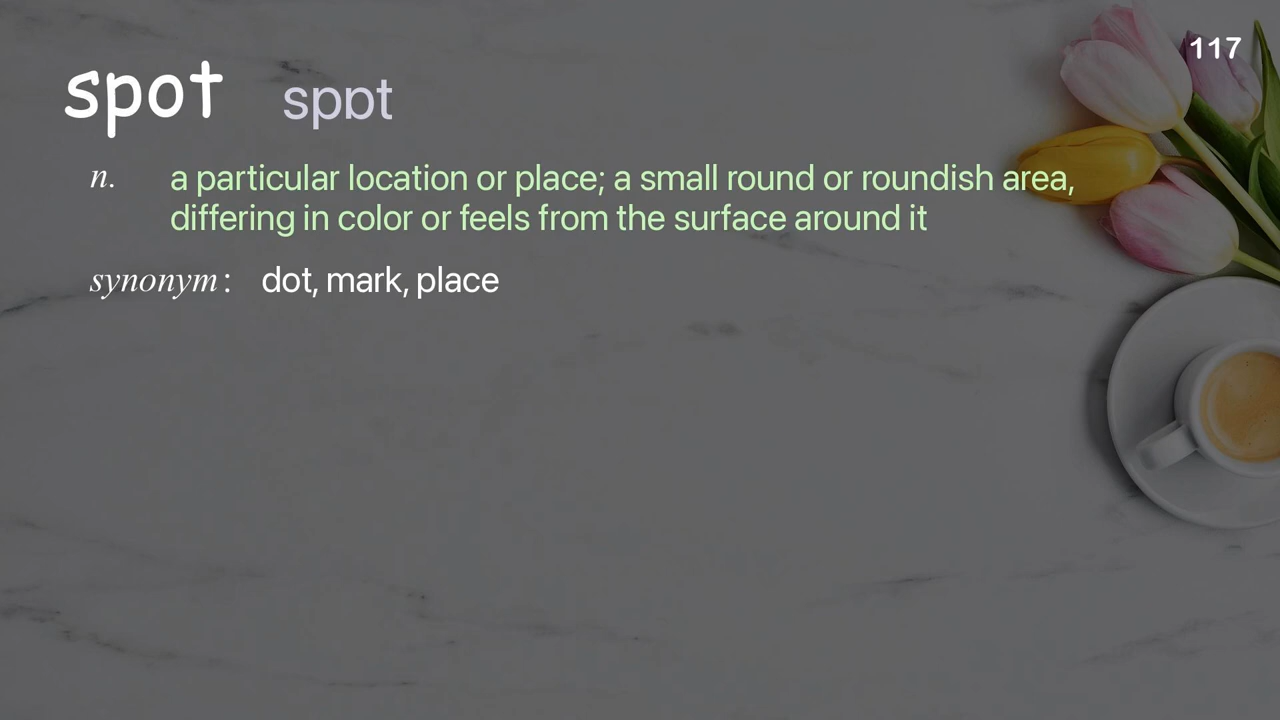 117
spot spɒt
n. a particular location or place; a small round or roundish area,
differing in color or feels from the surface around it
synonym: dot, mark, place